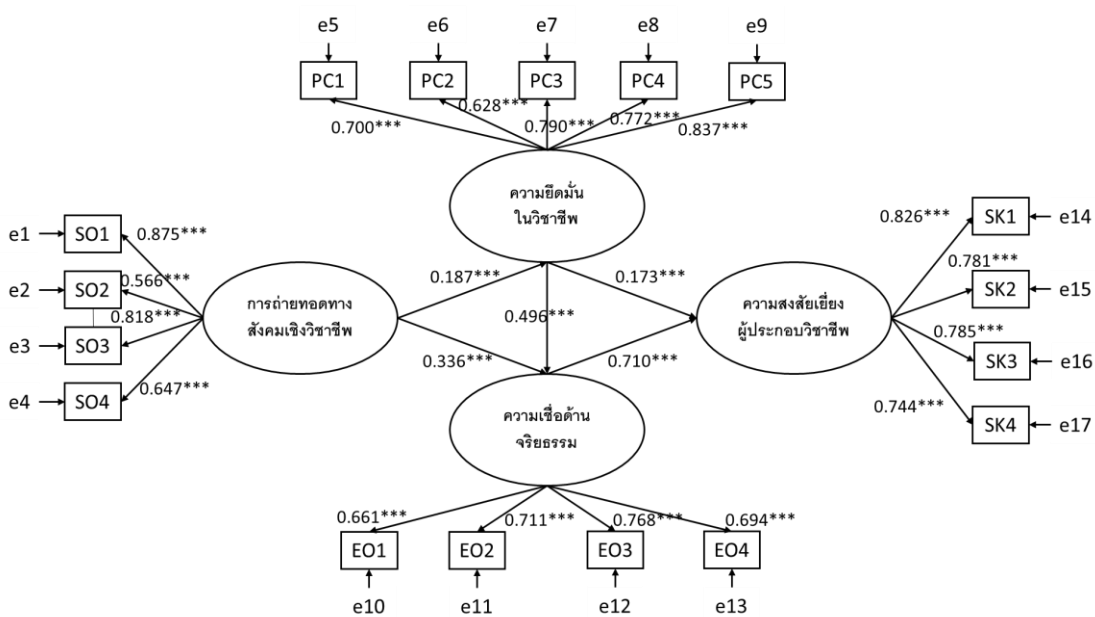 e5 e6 e7 e8 e9
PC1 PC2 PC3 PC4 PC5
0.700*** 0.628*** 0.790*** 0.772*** 0.837***
ความยึดมั่น
ในวิชาชีพ
e1 SO1 0.875***
e2 SO2 0.566***
e3 SO3 0.818***
e4 SO4 0.647***
การถ่ายทอดทาง
สังคมเชิงวิชาชีพ
0.187*** 0.173***
0.496***
0.336*** 0.710***
ความสงสัยเยี่ยง
ผู้ประกอบวิชาชีพ
0.826*** SK1 e14
0.781*** SK2 e15
0.785*** SK3 e16
0.744*** SK4 e17
ความเชื่อด้าน
จริยธรรม
0.661*** 0.711*** 0.768*** 0.694***
EO1 EO2 EO3 EO4
e10 e11 e12 e13